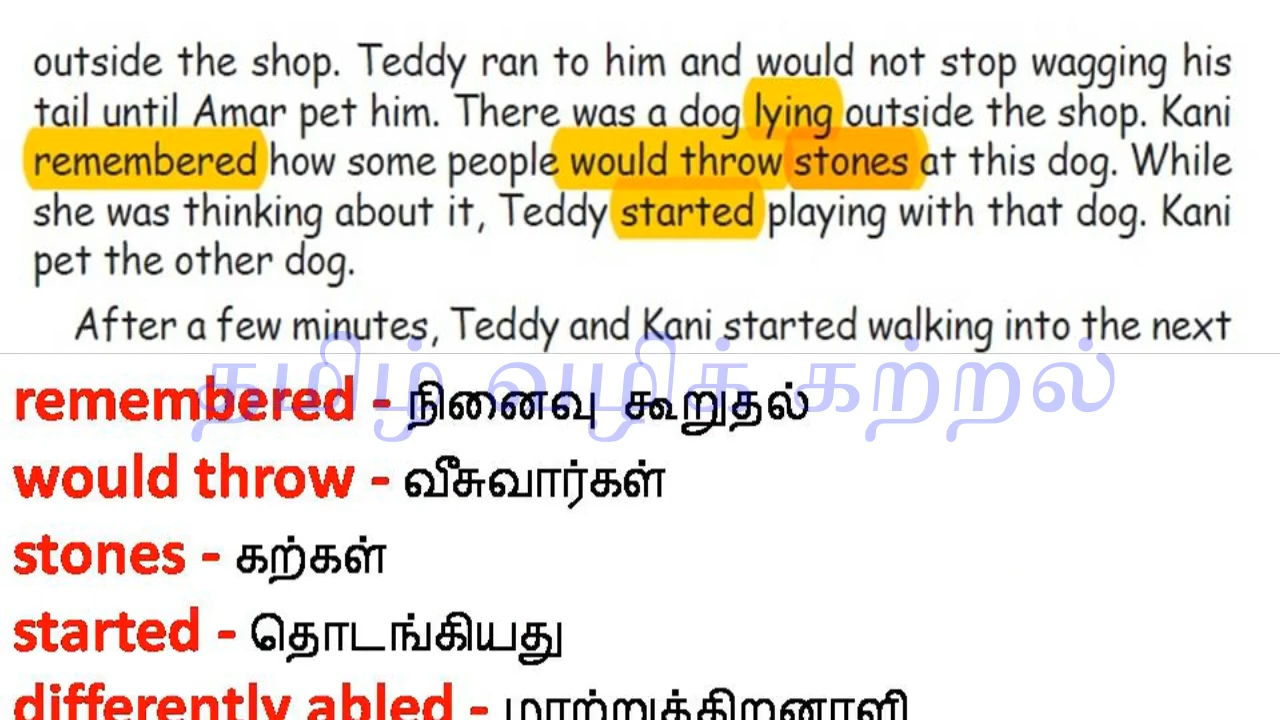 outside the shop. Teddy ran to him and would not stop wagging his
tail until Amar pet him. There was a dog lying outside the shop. Kani
remembered how some people would throw stones at this dog. While
she was thinking about it, Teddy started playing with that dog. Kani
pet the other dog.
After a few minutes, Teddy and Kani started walking into the next
தமிழ் வழிக் கற்றல்
remembered - நினைவு கூறுதல்
would throw - வீசுவார்கள்
stones - கற்கள்
started - தொடங்கியது
differently abled - மாற்றுத்திறனாளி